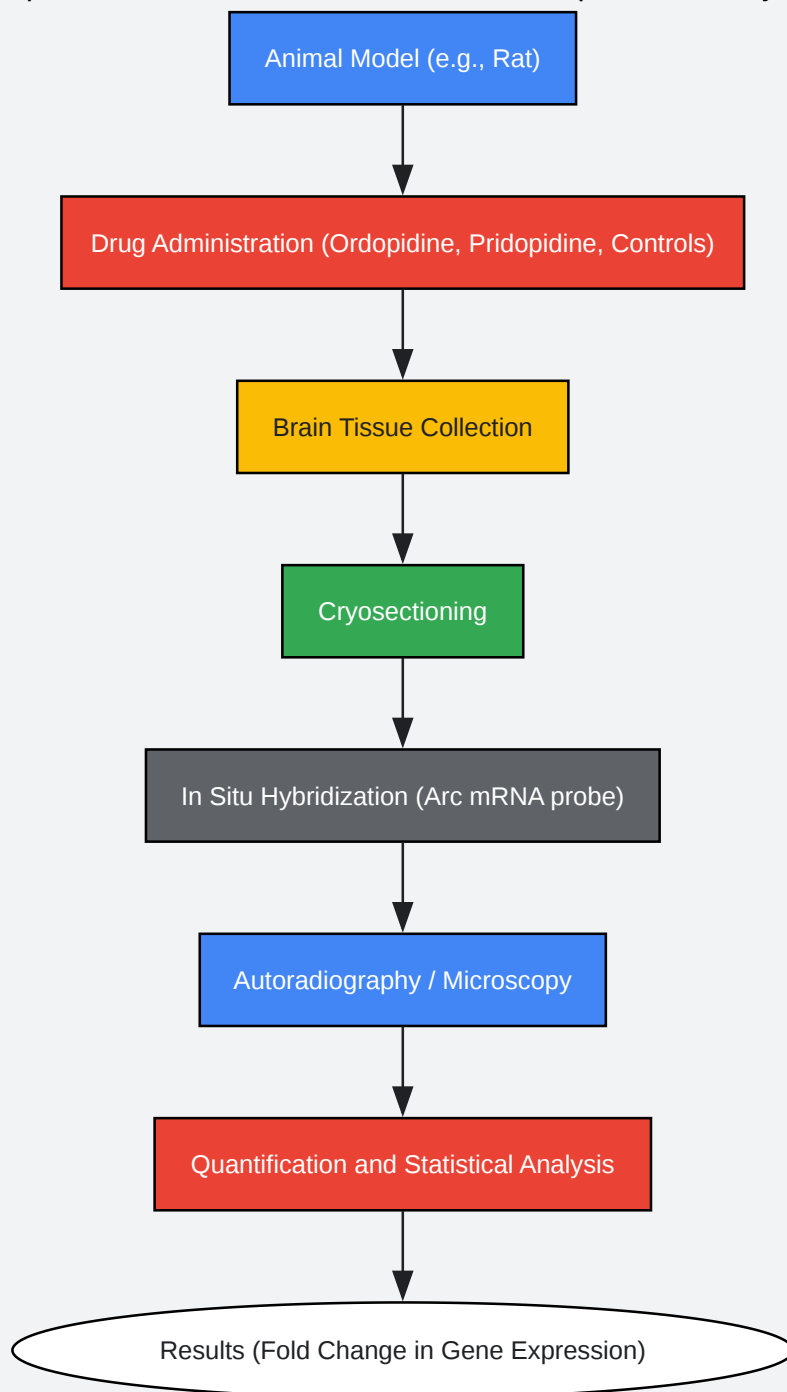 Animal Model (e.g., Rat)
Drug Administration (Ordopidine, Pridopidine, Controls)
Brain Tissue Collection
Cryosectioning
In Situ Hybridization (Arc mRNA probe)
Autoradiography / Microscopy
Quantification and Statistical Analysis
Results (Fold Change in Gene Expression)